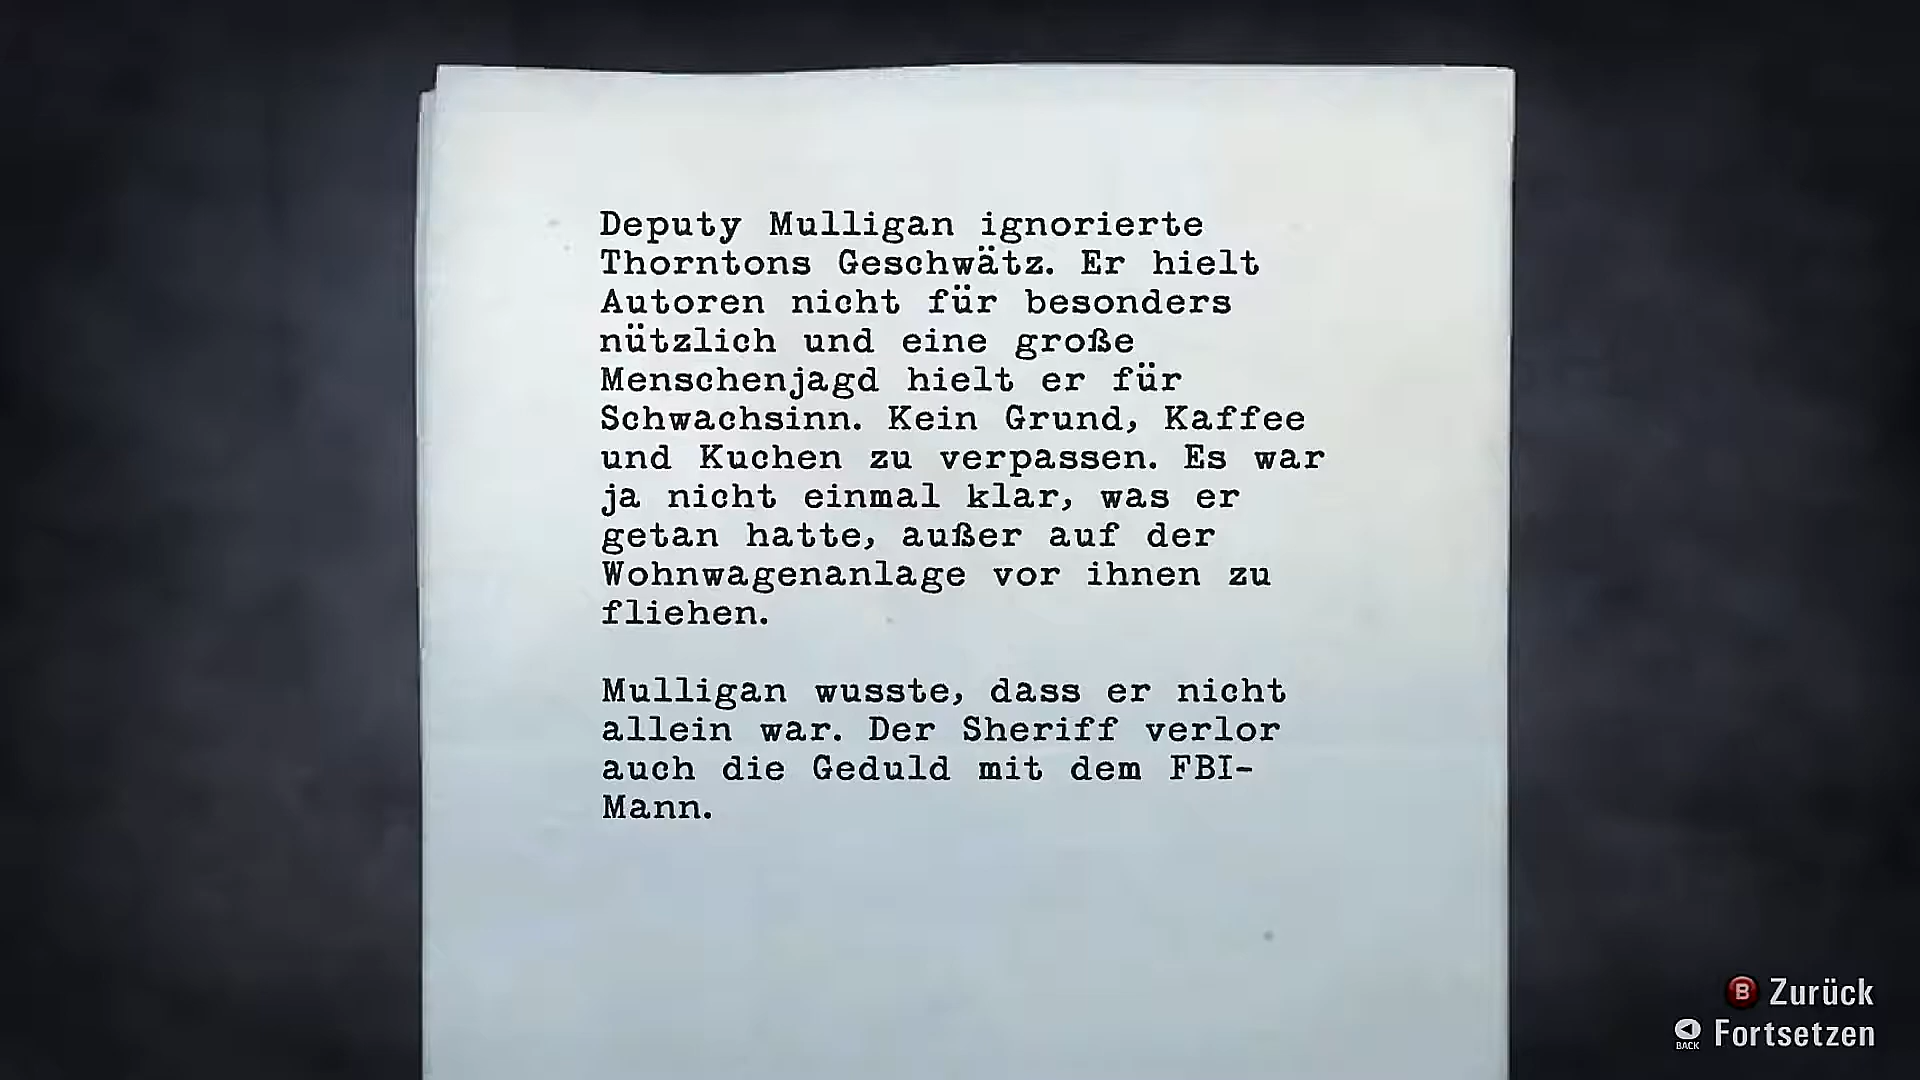 Deputy Mulligan ignorierte
Thorntons Geschwätz. Er hielt
Autoren nicht für besonders
nützlich und eine große
Menschenjagd hielt er für
Schwachsinn. Kein Grund, Kaffee
und Kuchen zu verpassen. Es war
ja nicht einmal klar, was er
getan hatte, außer auf der
Wohnwagenanlage vor ihnen zu
fliehen.
Mulligan wusste, dass er nicht
allein war. Der Sheriff verlor
auch die Geduld mit dem FBI-
Mann.
B Zurück
BACK Fortsetzen